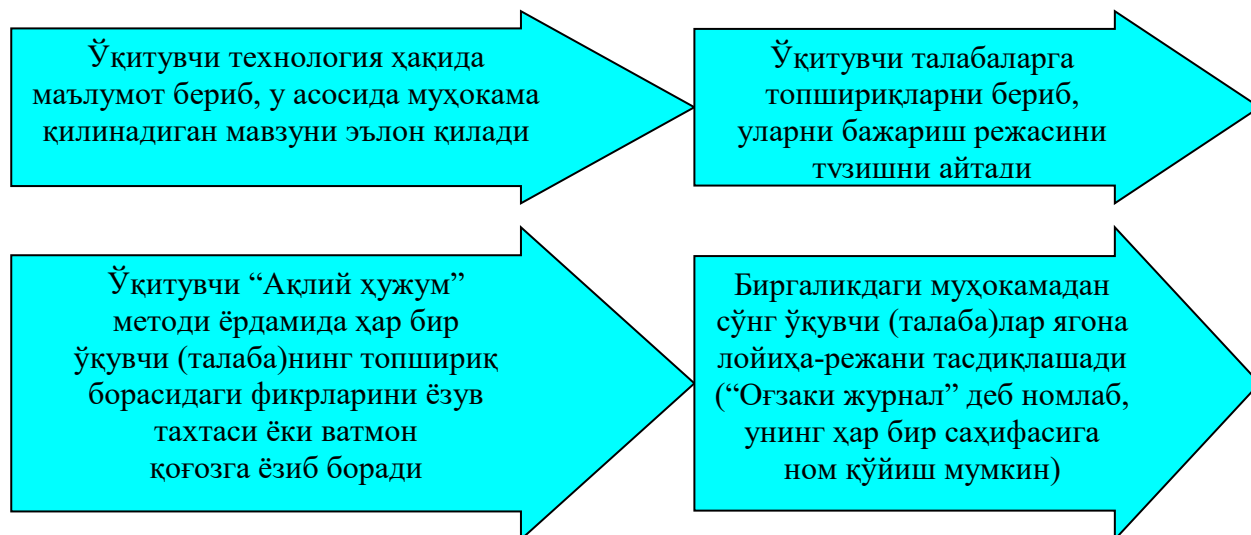 Ўқитувчи технология ҳақида
маълумот бериб, у асосида муҳокама
қилинадиган мавзуни эълон қилади
Ўқитувчи талабаларга
топшириқларни бериб,
уларни бажариш режасини
тузишни айтади
Ўқитувчи “Ақлий ҳужум”
методи ёрдамида ҳар бир
ўқувчи (талаба)нинг топшириқ
борасидаги фикрларини ёзув
тахтаси ёки ватмон
қоғозга ёзиб боради
Биргаликдаги муҳокамадан
сўнг ўқувчи (талаба)лар ягона
лойиҳа-режани тасдиқлашади
(“Оғзаки журнал” деб номлаб,
унинг ҳар бир саҳифасига
ном қўйиш мумкин)